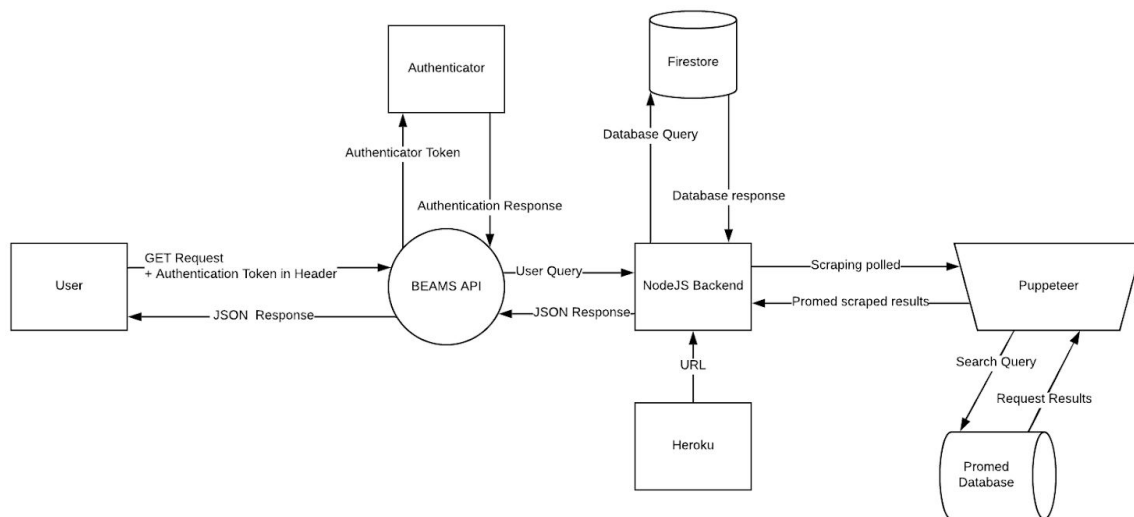 Authenticator
Firestore
Authenticator Token
Database Query
Authentication Response
Database response
User
GET Request
+ Authentication Token in Header
JSON Response
BEAMS API
User Query
JSON Response
NodeJS Backend
Scraping polled
Promed scraped results
Puppeteer
URL
Search Query
Request Results
Heroku
Promed
Database